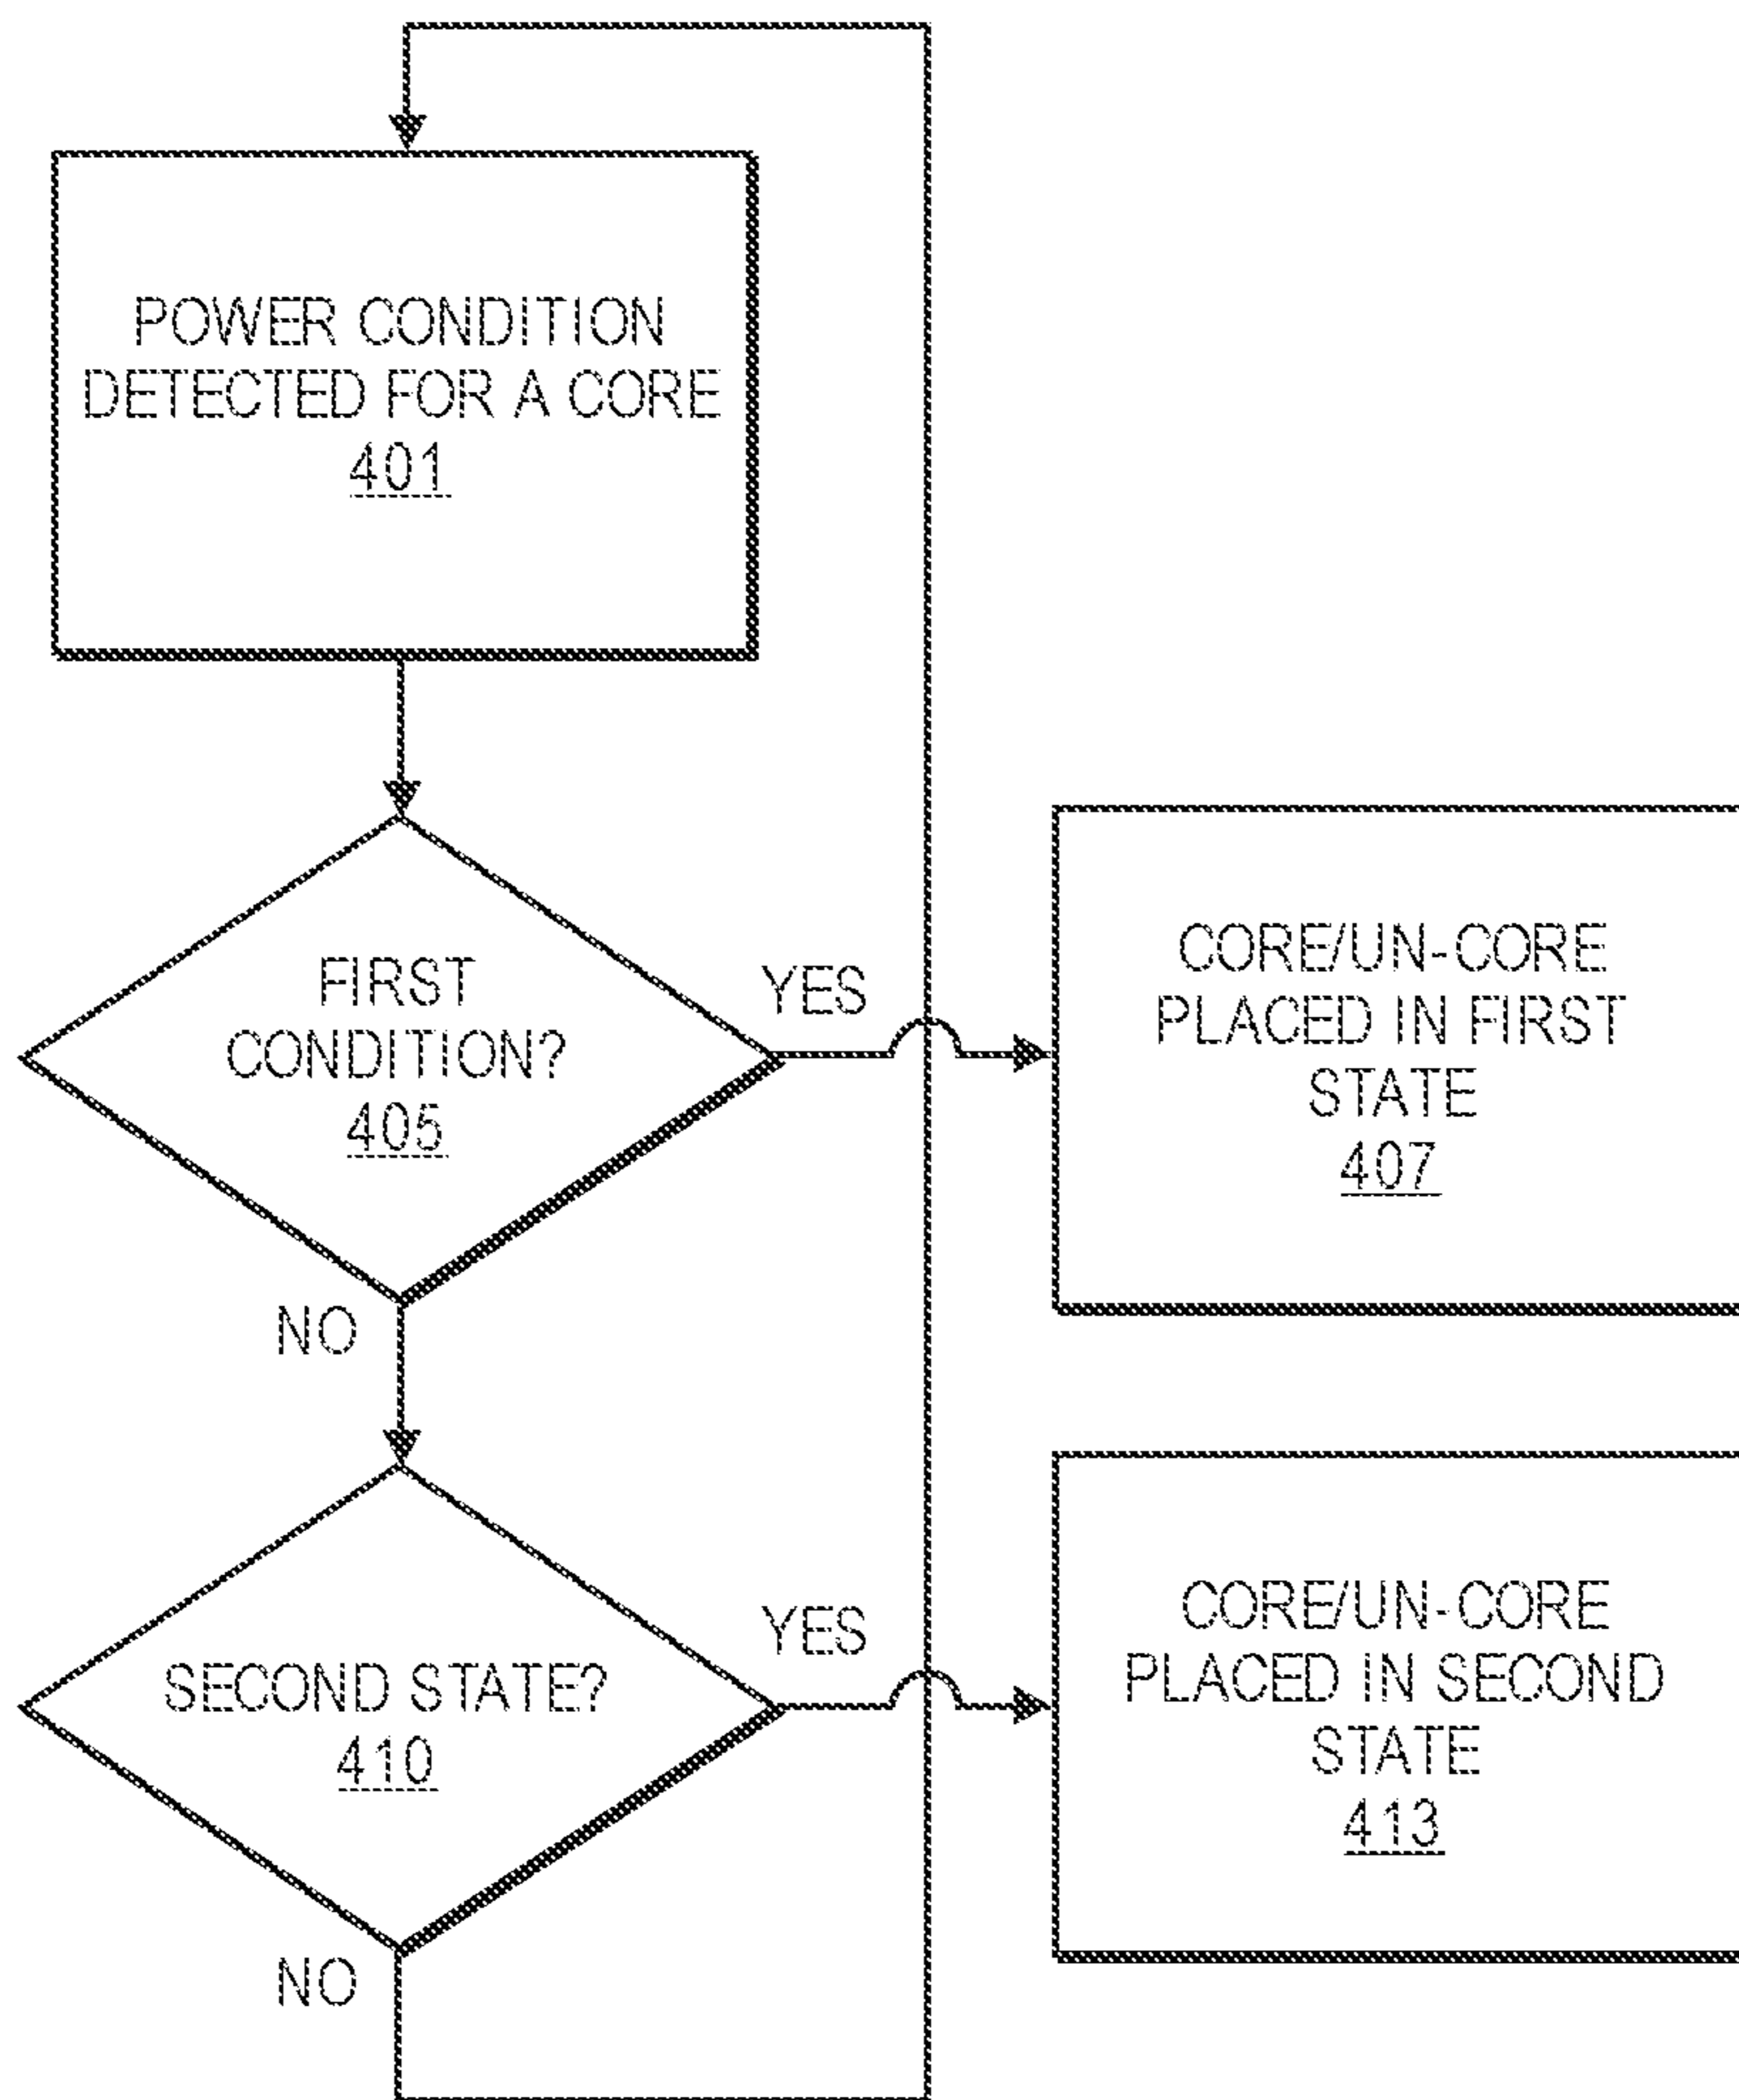 POWER CONDITION
DETECTED FOR A CORE
401
FIRST
CONDITION?
405
YES
CORE/UN-CORE
PLACED IN FIRST
STATE
407
NO
SECOND STATE?
410
YES
CORE/UN-CORE
PLACED IN SECOND
STATE
413
NO